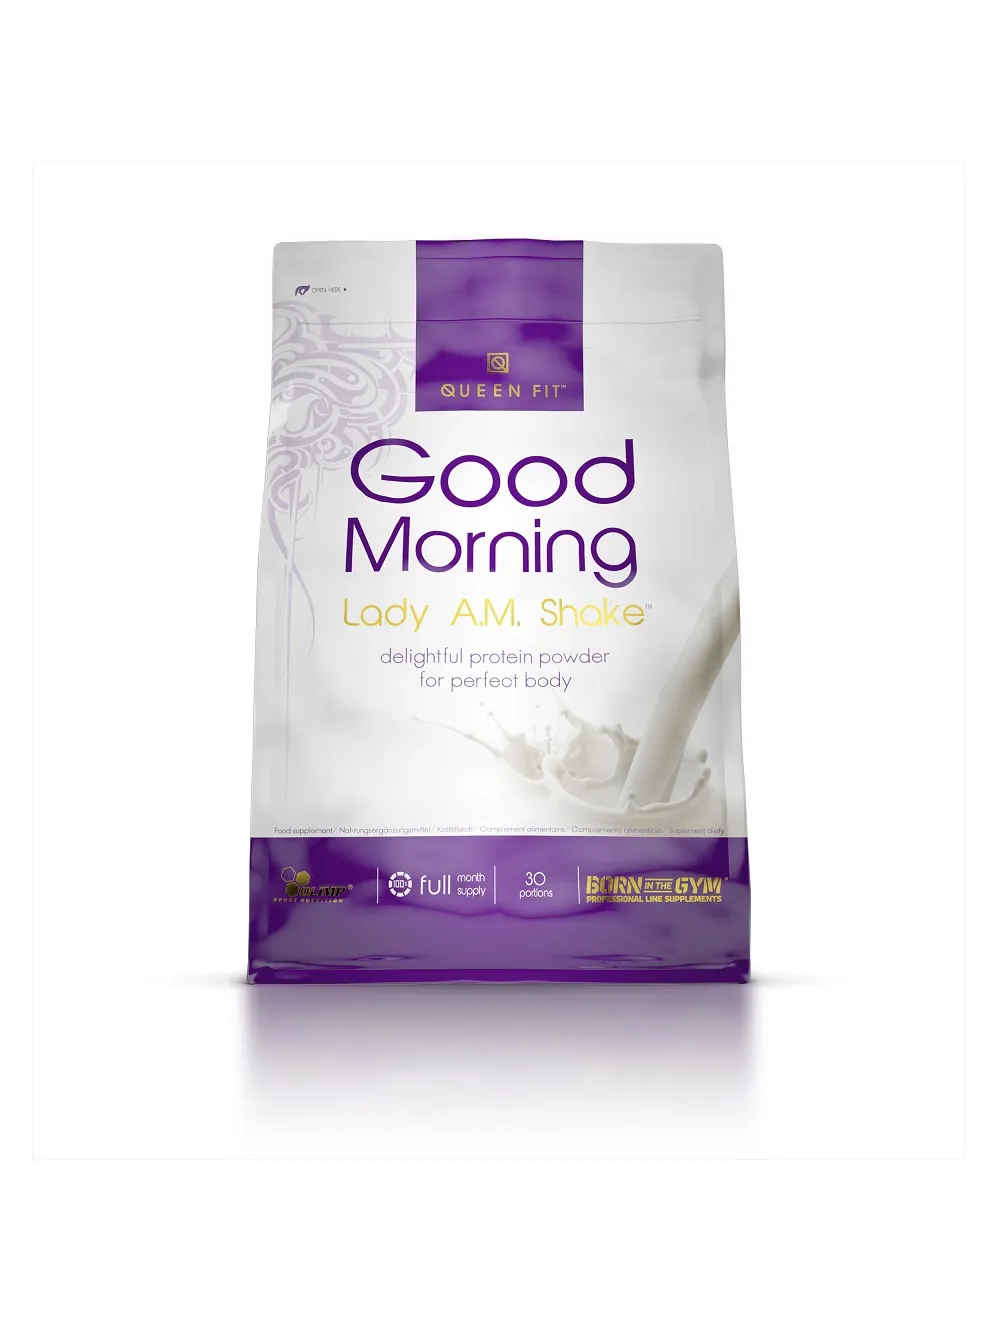 OPEN HERE
QUEEN FIT™
Good
Morning
Lady A.M. Shake™
delightful protein powder
for perfect body
Food supplement/ Nahrungsergänzungsmittel/ Kosttilskott/ Complément alimentaire/ Complemento alimenticio/ Suplement diety
OLIMP®
SPORT NUTRITION
100%
full month
supply
30
portions
BORN IN THE GYM®
PROFESSIONAL LINE SUPPLEMENTS